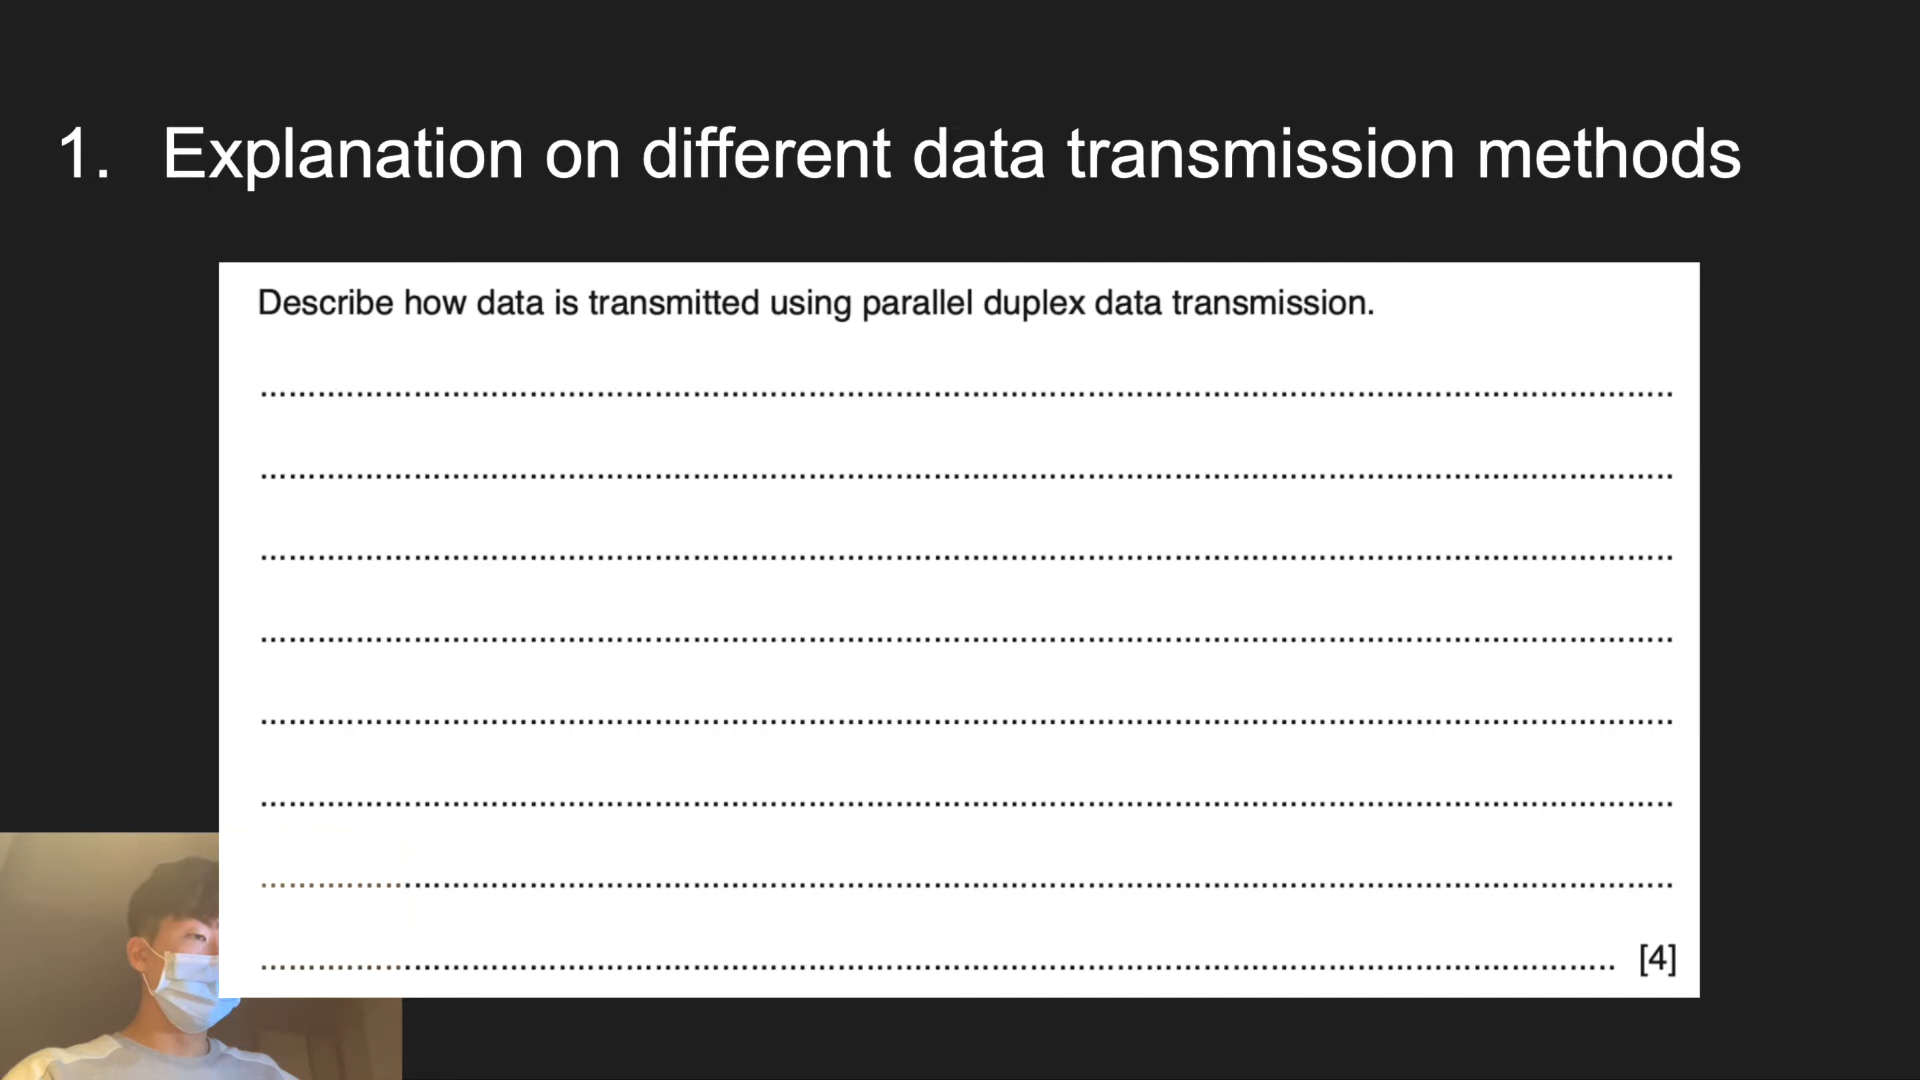 1. Explanation on different data transmission methods
Describe how data is transmitted using parallel duplex data transmission.
[4]